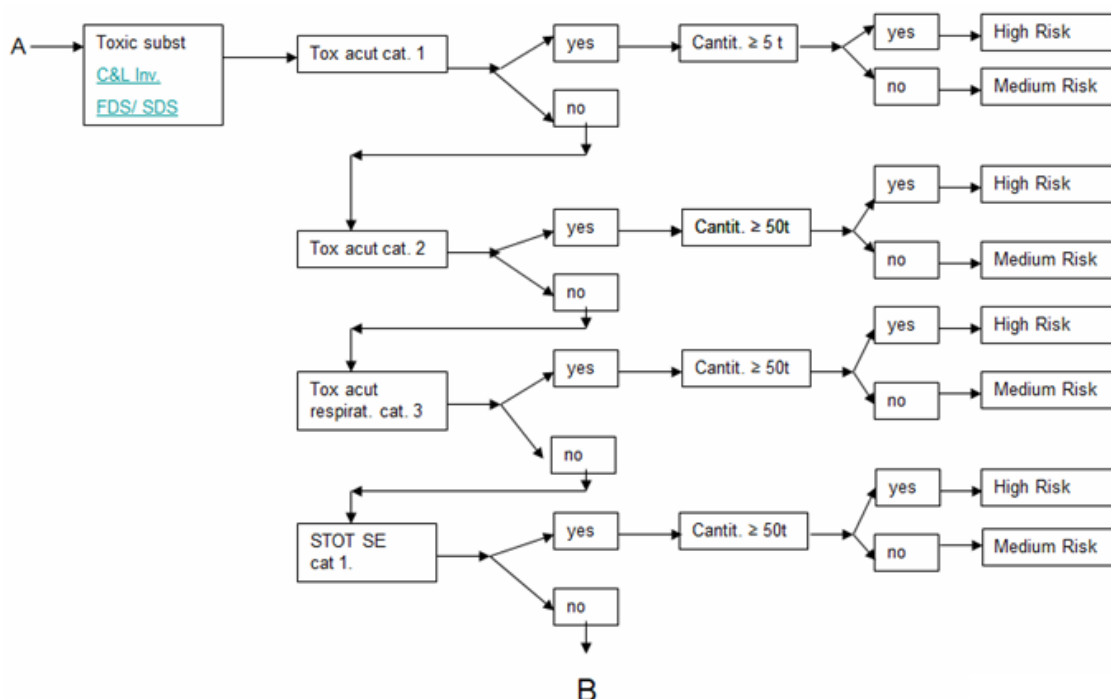 A
Toxic subst
C&L Inv.
FDS/ SDS
Tox acut cat. 1
yes
Cantit. ≥ 5 t
yes
High Risk
no
Medium Risk
no
Tox acut cat. 2
yes
Cantit. ≥ 50t
yes
High Risk
no
Medium Risk
no
Tox acut
respirat. cat. 3
yes
Cantit. ≥ 50t
yes
High Risk
no
Medium Risk
no
STOT SE
cat 1.
yes
Cantit. ≥ 50t
yes
High Risk
no
Medium Risk
no
B